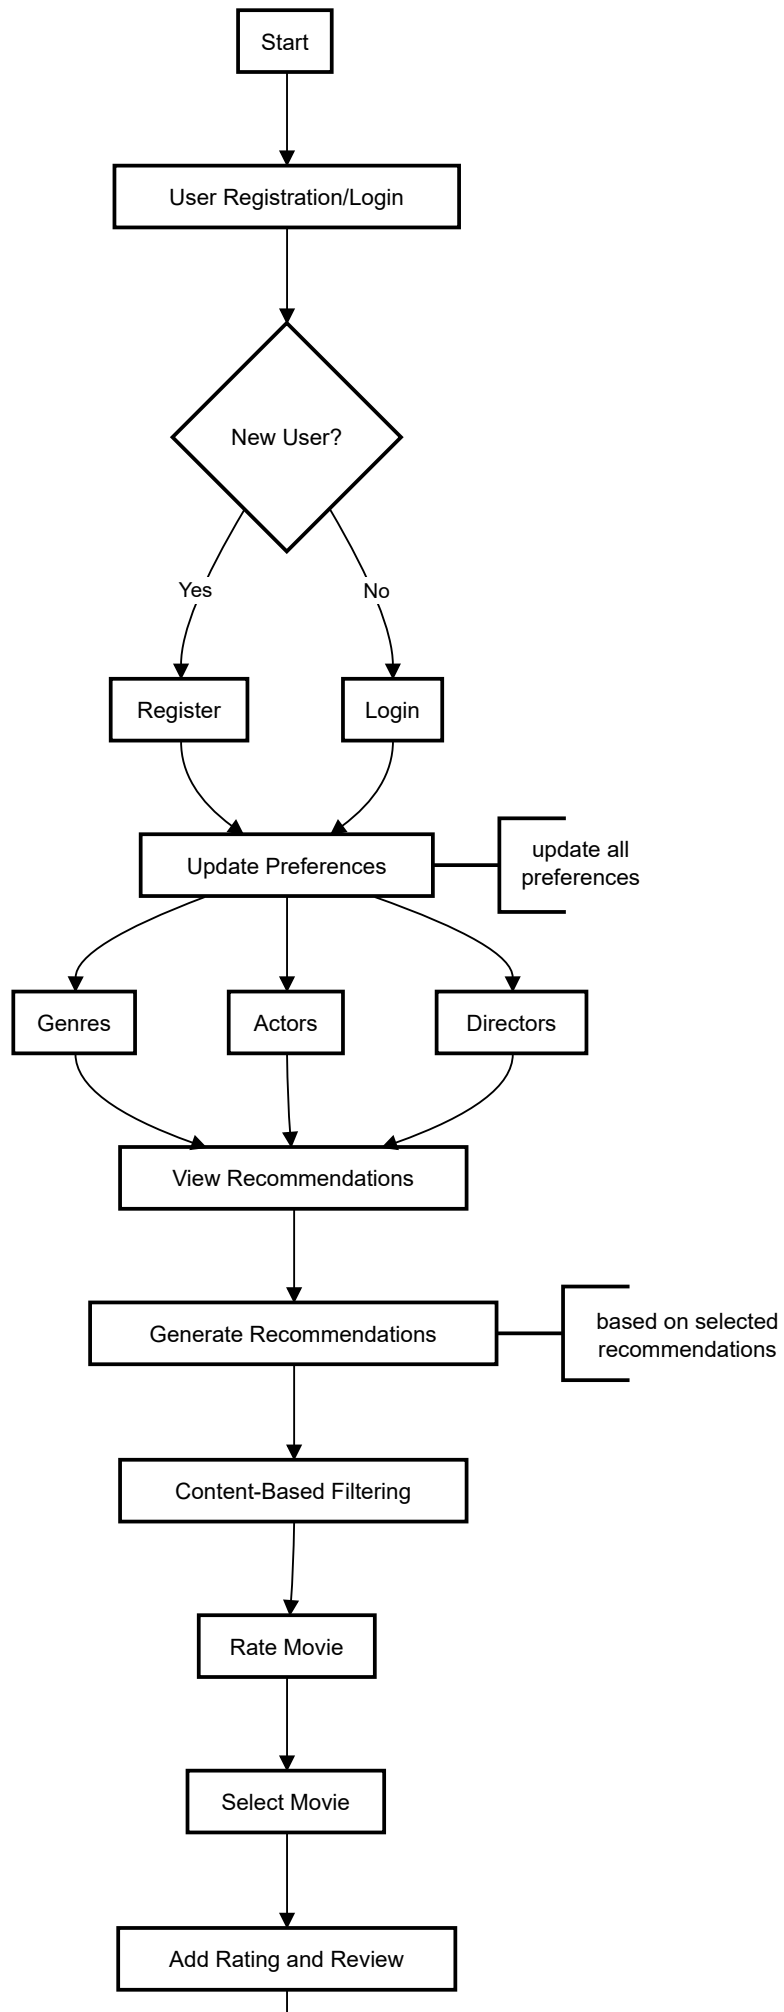 Start
User Registration/Login
New User?
Yes
No
Register
Login
Update Preferences
update all
preferences
Genres
Actors
Directors
View Recommendations
Generate Recommendations
based on selected
recommendations
Content-Based Filtering
Rate Movie
Select Movie
Add Rating and Review